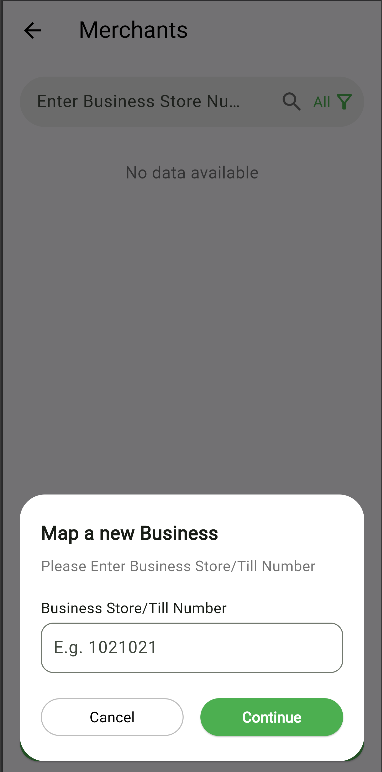 Merchants
Enter Business Store Nu...
All
No data available
Map a new Business
Please Enter Business Store/Till Number
Business Store/Till Number
E.g. 1021021
Cancel
Continue